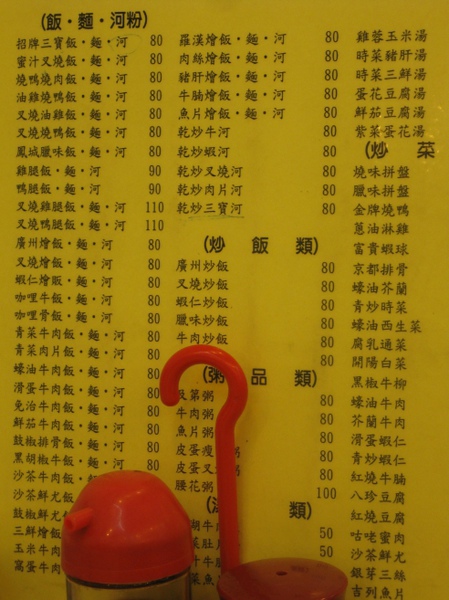 (飯・麵・河粉)
招牌三寶飯・麵・河 80
蜜汁叉燒飯・麵・河 80
燒鴨燒肉飯・麵・河 80
油雞燒鴨飯・麵・河 80
叉燒油雞飯・麵・河 80
叉燒燒鴨飯・麵・河 80
鳳城臘味飯・麵・河 80
雞腿飯・麵・河 90
鴨腿飯・麵・河 90
叉燒雞腿飯・麵・河 110
叉燒鴨腿飯・麵・河 110
廣州燴飯・麵・河 80
叉燒燴飯・麵・河 80
蝦仁燴飯・麵・河 80
咖哩牛飯・麵・河 80
咖哩骨飯・麵・河 80
青菜牛肉飯・麵・河 80
青菜肉片飯・麵・河 80
蠔油牛肉飯・麵・河 80
滑蛋牛肉飯・麵・河 80
免治牛肉飯・麵・河 80
鮮茄牛肉飯・麵・河 80
豉椒排骨飯・麵・河 80
黑胡椒牛飯・麵・河 80
沙茶牛肉飯・麵・河
沙茶鮮尤飯
豉椒鮮尤
三鮮燴
玉米牛
窩蛋牛
羅漢燴飯・麵・河 80
肉絲燴飯・麵・河 80
豬肝燴飯・麵・河 80
牛腩燴飯・麵・河 80
魚片燴飯・麵・河 80
乾炒牛河 80
乾炒蝦河 80
乾炒叉燒河 80
乾炒肉片河 80
乾炒三寶河 80
(炒飯類)
廣州炒飯 80
叉燒炒飯 80
蝦仁炒飯 80
臘味炒飯 80
牛肉炒飯 80
(粥品類)
及第粥 80
牛肉粥 80
魚片粥 80
皮蛋瘦 粥 80
皮蛋叉 80
腰花粥 100
類)
胡牛 50
菜肚 50
菜魚 50
雞蓉玉米湯
時菜豬肝湯
時菜三鮮湯
蛋花豆腐湯
鮮茄豆腐湯
紫菜蛋花湯
(炒菜
燒味拼盤
臘味拼盤
金牌燒鴨
蔥油淋雞
富貴蝦球
京都排骨
蠔油芥蘭
青炒時菜
蠔油西生菜
腐乳通菜
開陽白菜
黑椒牛柳
蠔油牛肉
芥蘭牛肉
滑蛋蝦仁
青炒蝦仁
紅燒牛腩
八珍豆腐
紅燒豆腐
咕咾蜜肉
沙茶鮮尤
銀芽三絲
吉列魚片